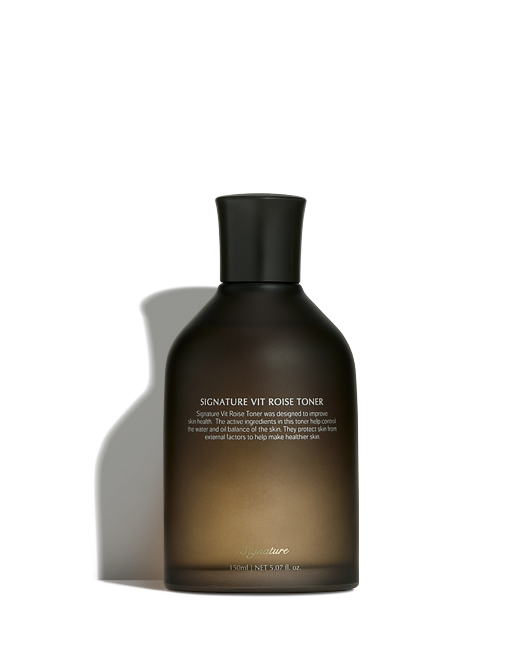 SIGNATURE VIT ROISE TONER
Signature Vit Roise Toner was designed to improve
skin health. The active ingredients in this toner help control
the water and oil balance of the skin. They protect skin from
external factors to help make healthier skin.
Signature
150ml | NET 5.07 fl. oz.